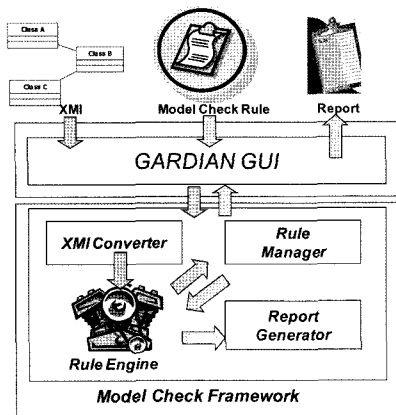 Class A
Class B
Class C
XMI
Model Check Rule
Report
GARDIAN GUI
XMI Converter
Rule
Manager
Rule Engine
Report
Generator
Model Check Framework